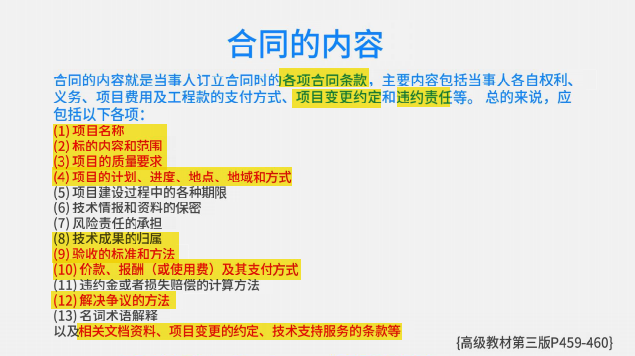 合同的内容
合同的内容就是当事人订立合同时的各项合同条款，主要内容包括当事人各自权利、
义务、项目费用及工程款的支付方式、项目变更约定和违约责任等。总的来说，应
包括以下各项：
(1) 项目名称
(2) 标的内容和范围
(3) 项目的质量要求
(4) 项目的计划、进度、地点、地域和方式
(5) 项目建设过程中的各种期限
(6) 技术情报和资料的保密
(7) 风险责任的承担
(8) 技术成果的归属
(9) 验收的标准和方法
(10) 价款、报酬（或使用费）及其支付方式
(11) 违约金或者损失赔偿的计算方法
(12) 解决争议的方法
(13) 名词术语解释
以及相关文档资料、项目变更的约定、技术支持服务的条款等
{高级教材第三版P459-460}